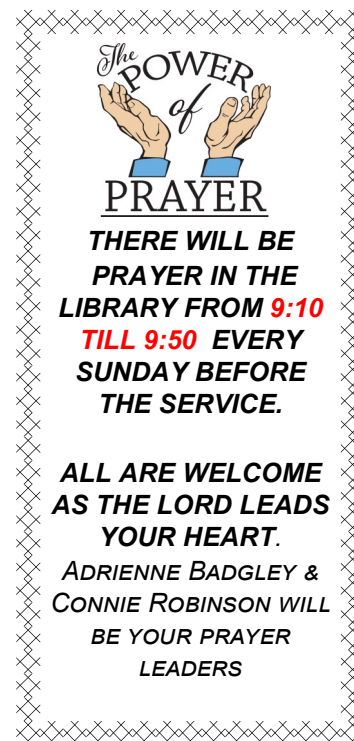 The
POWER
of
PRAYER
THERE WILL BE
PRAYER IN THE
LIBRARY FROM 9:10
TILL 9:50 EVERY
SUNDAY BEFORE
THE SERVICE.
ALL ARE WELCOME
AS THE LORD LEADS
YOUR HEART.
ADRIENNE BADGLEY &
CONNIE ROBINSON WILL
BE YOUR PRAYER
LEADERS